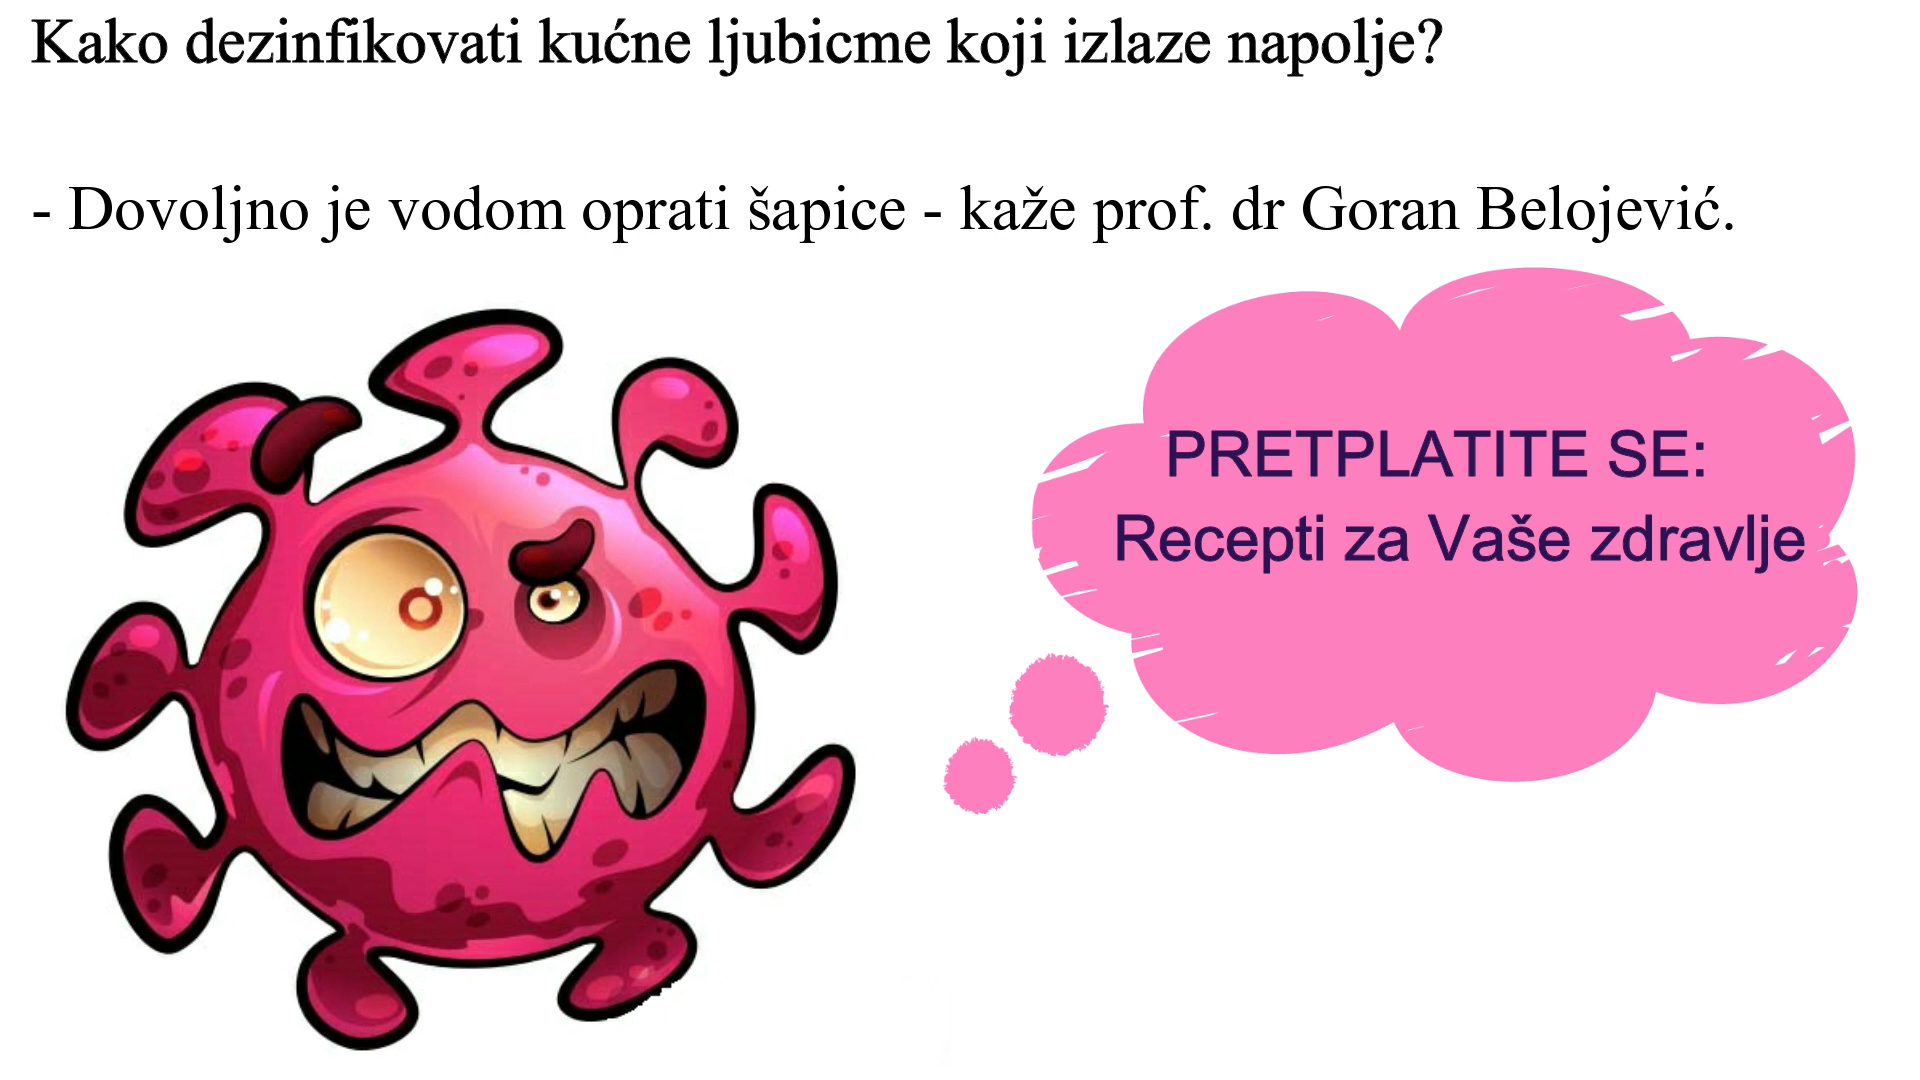 Kako dezinfikovati kućne ljubicme koji izlaze napolje?
- Dovoljno je vodom oprati šapice - kaže prof. dr Goran Belojević.
PRETPLATITE SE:
Recepti za Vaše zdravlje